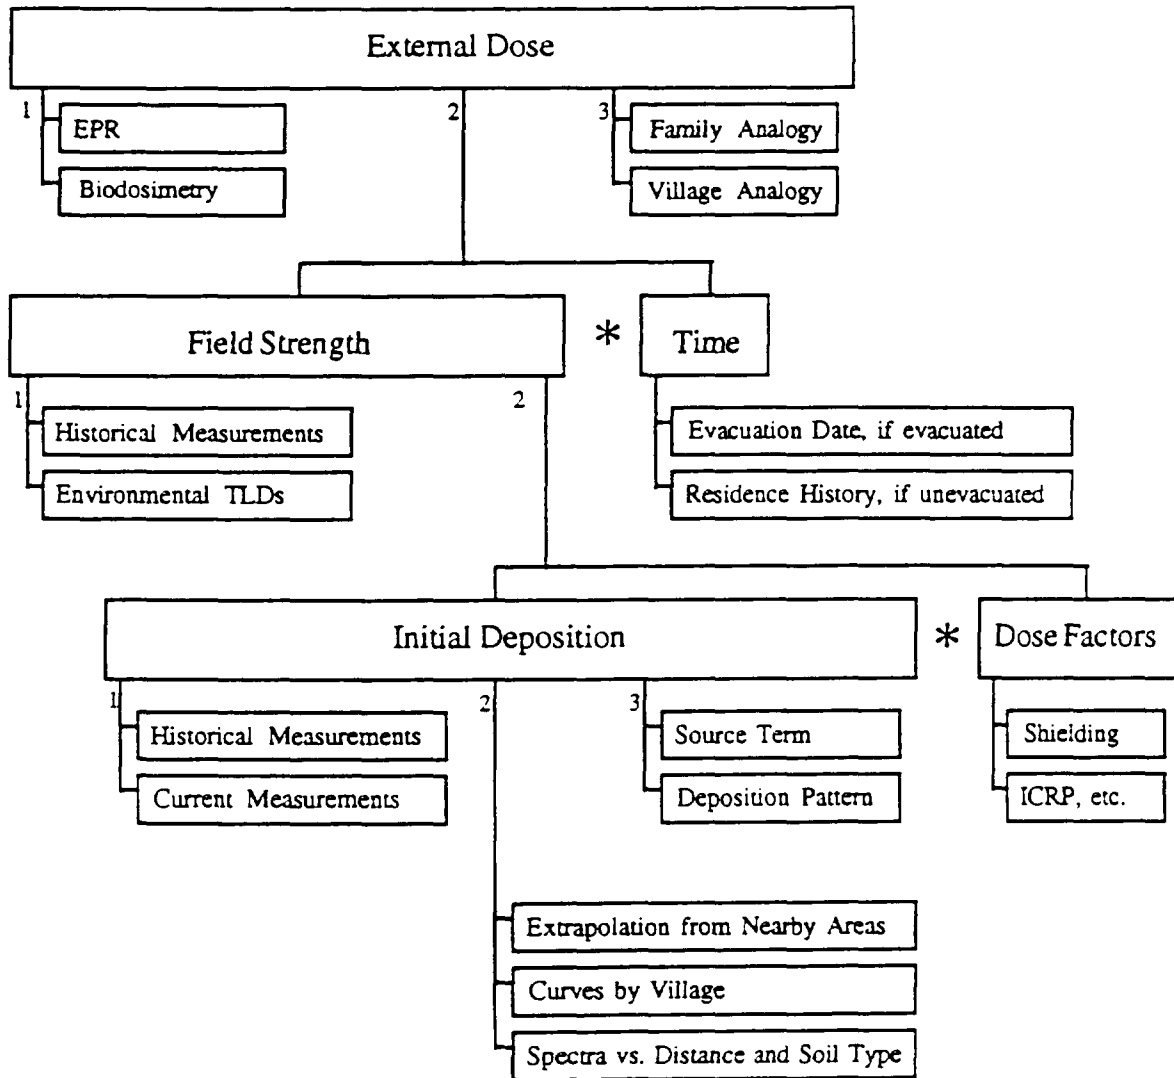 External Dose
1
2
3
EPR
Family Analogy
Biodosimetry
Village Analogy
Field Strength
*
Time
1
2
Historical Measurements
Evacuation Date, if evacuated
Environmental TLDs
Residence History, if unevacuated
Initial Deposition
*
Dose Factors
1
2
3
Historical Measurements
Source Term
Shielding
Current Measurements
Deposition Pattern
ICRP, etc.
Extrapolation from Nearby Areas
Curves by Village
Spectra vs. Distance and Soil Type